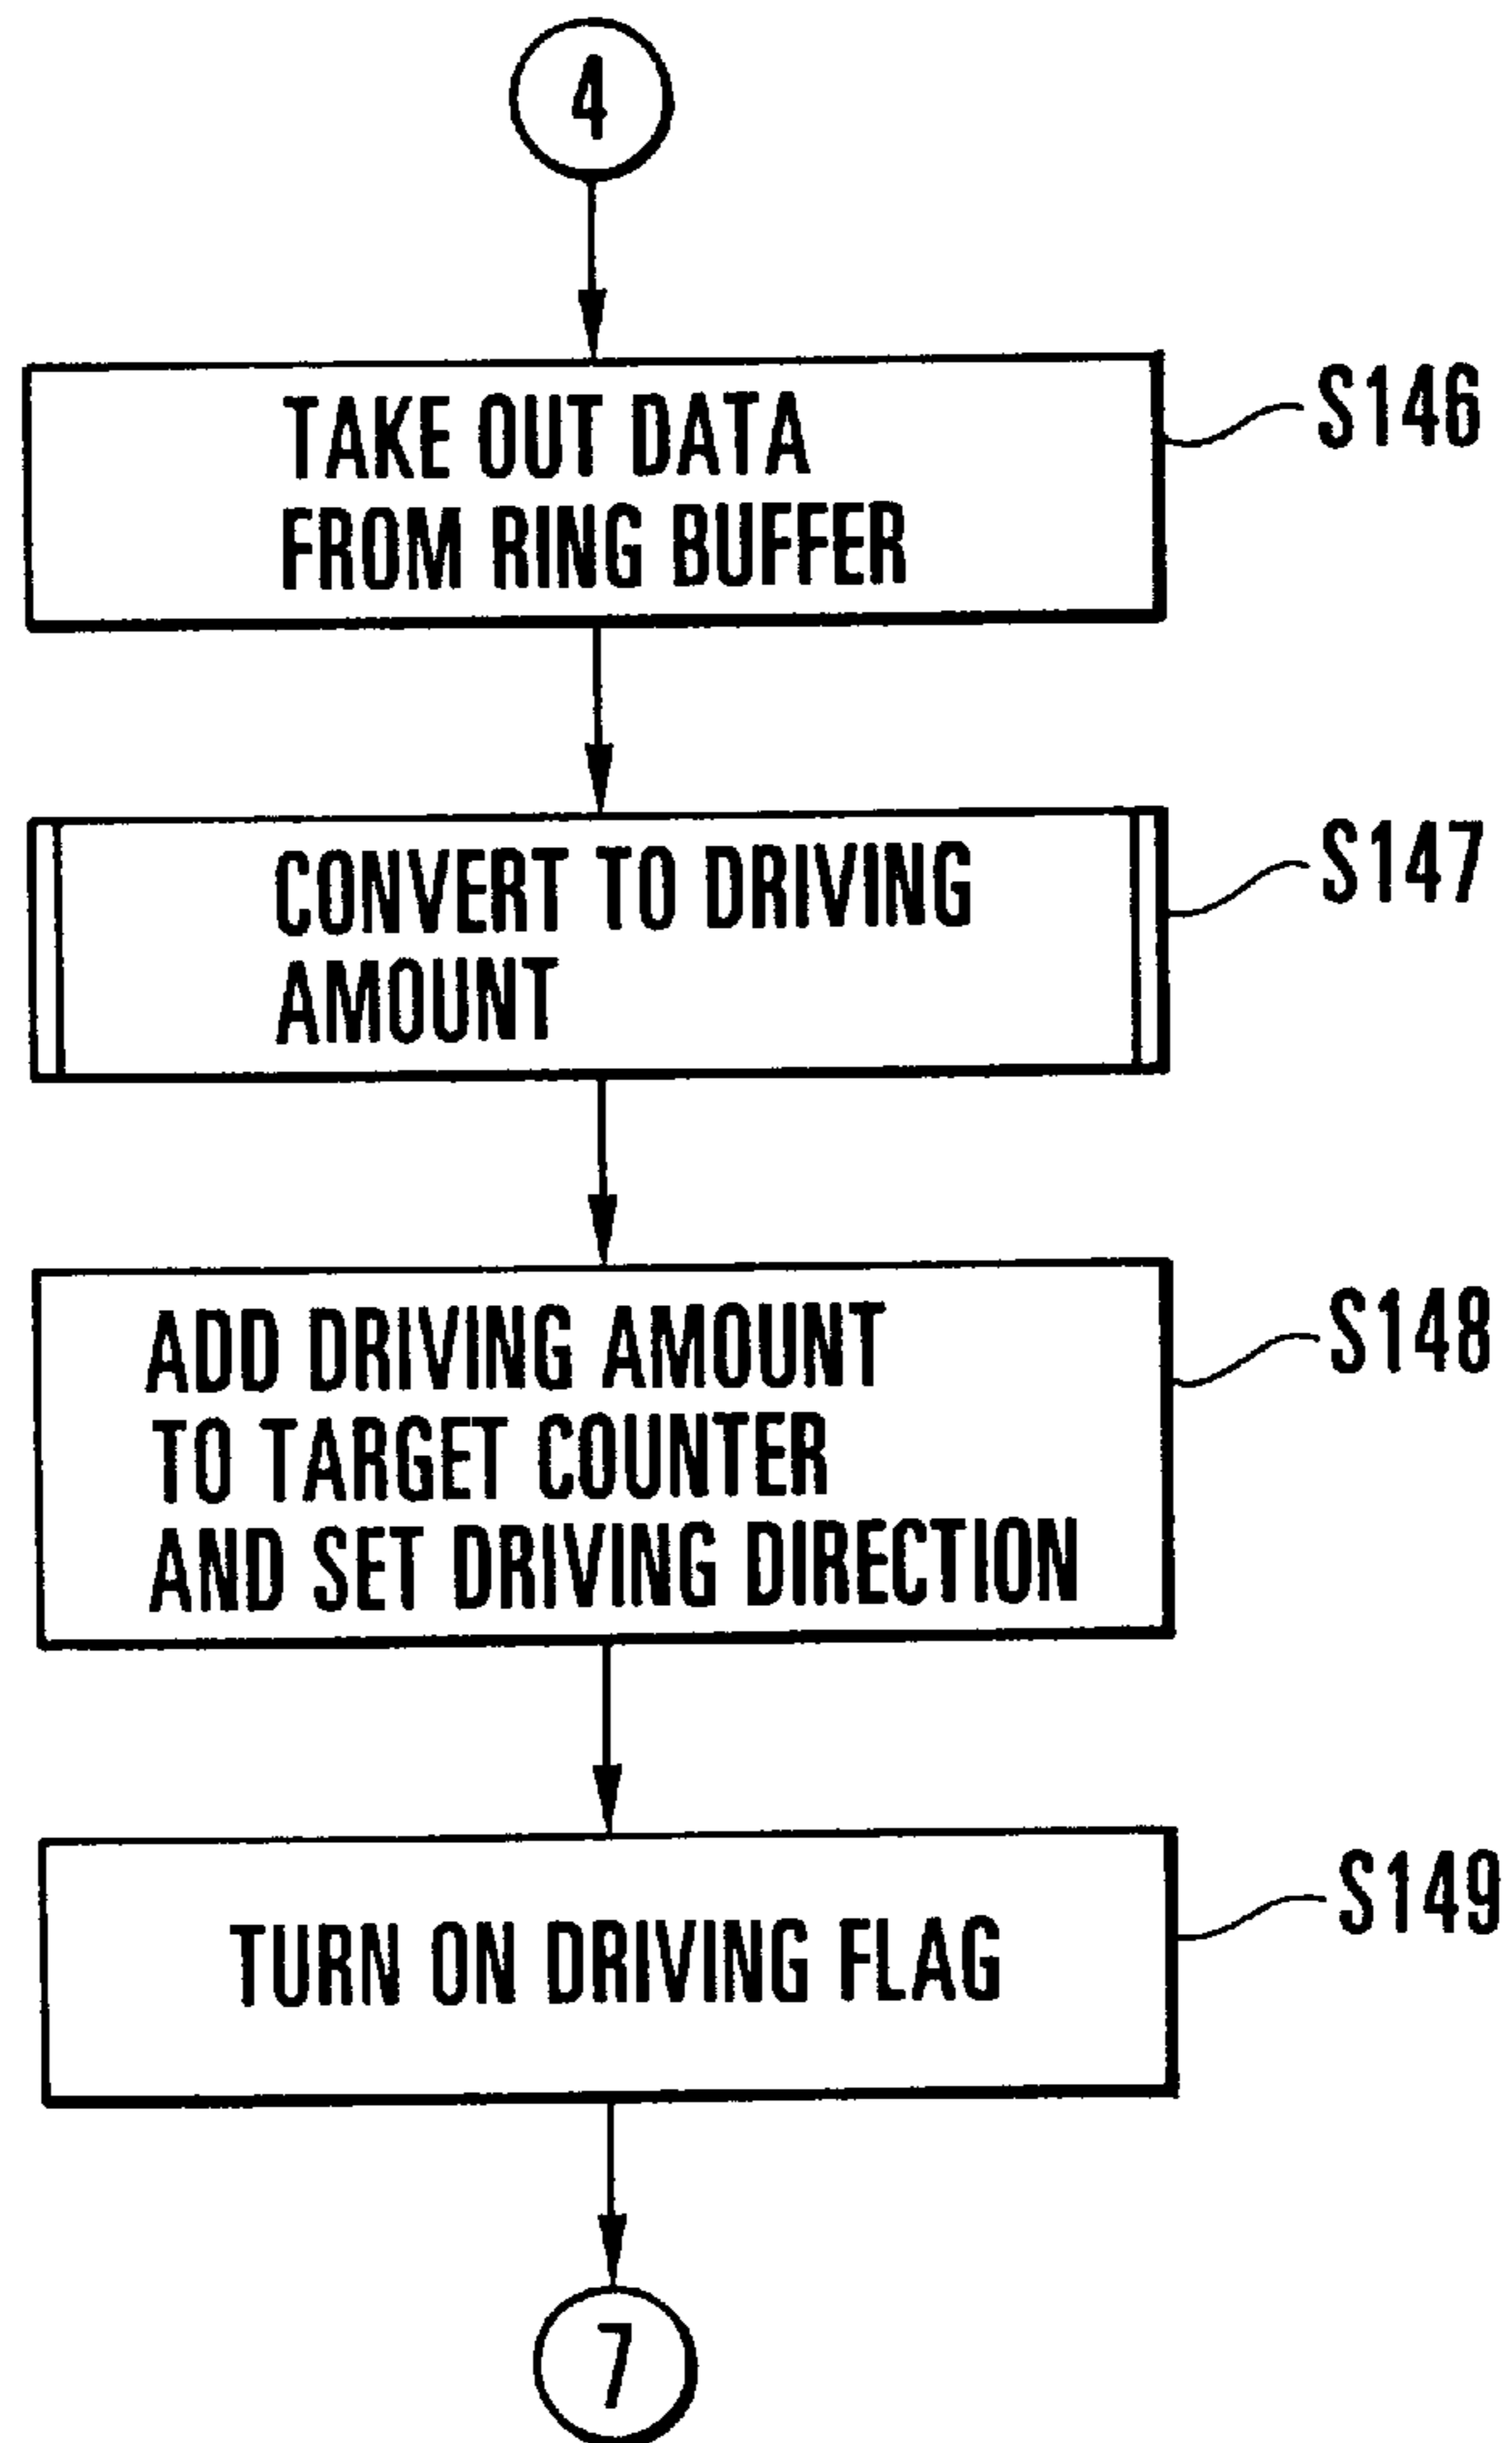 4
TAKE OUT DATA
FROM RING BUFFER
S146
CONVERT TO DRIVING
AMOUNT
S147
ADD DRIVING AMOUNT
TO TARGET COUNTER
AND SET DRIVING DIRECTION
S148
TURN ON DRIVING FLAG
S149
7